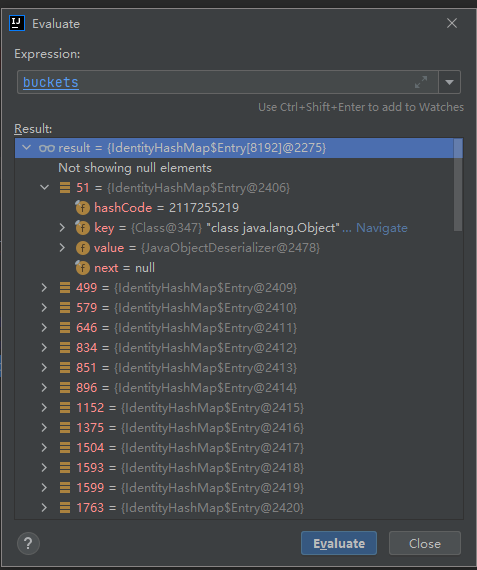 Evaluate
Expression:
buckets
Use Ctrl+Shift+Enter to add to Watches
Result:
result = {IdentityHashMap$Entry[8192]@2275}
Not showing null elements
51 = {IdentityHashMap$Entry@2406}
hashCode = 2117255219
key = {Class@347} "class java.lang.Object"... Navigate
value = {JavaObjectDeserializer@2478}
next = null
499 = {IdentityHashMap$Entry@2409}
579 = {IdentityHashMap$Entry@2410}
646 = {IdentityHashMap$Entry@2411}
834 = {IdentityHashMap$Entry@2412}
851 = {IdentityHashMap$Entry@2413}
896 = {IdentityHashMap$Entry@2414}
1152 = {IdentityHashMap$Entry@2415}
1375 = {IdentityHashMap$Entry@2416}
1504 = {IdentityHashMap$Entry@2417}
1593 = {IdentityHashMap$Entry@2418}
1599 = {IdentityHashMap$Entry@2419}
1763 = {IdentityHashMap$Entry@2420}
? Evaluate Close